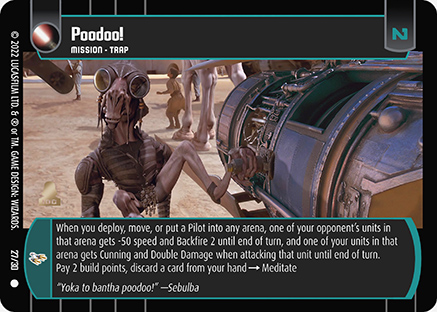 Poodoo!
MISSION • TRAP
N
© 2022 LUCASFILM LTD. & ® or TM. GAME DESIGN: WIZARDS.
27/30
When you deploy, move, or put a Pilot into any arena, one of your opponent's units in
that arena gets -50 speed and Backfire 2 until end of turn, and one of your units in that
arena gets Cunning and Double Damage when attacking that unit until end of turn.
Pay 2 build points, discard a card from your hand → Meditate
"Yoka to bantha poodoo!" —Sebulba